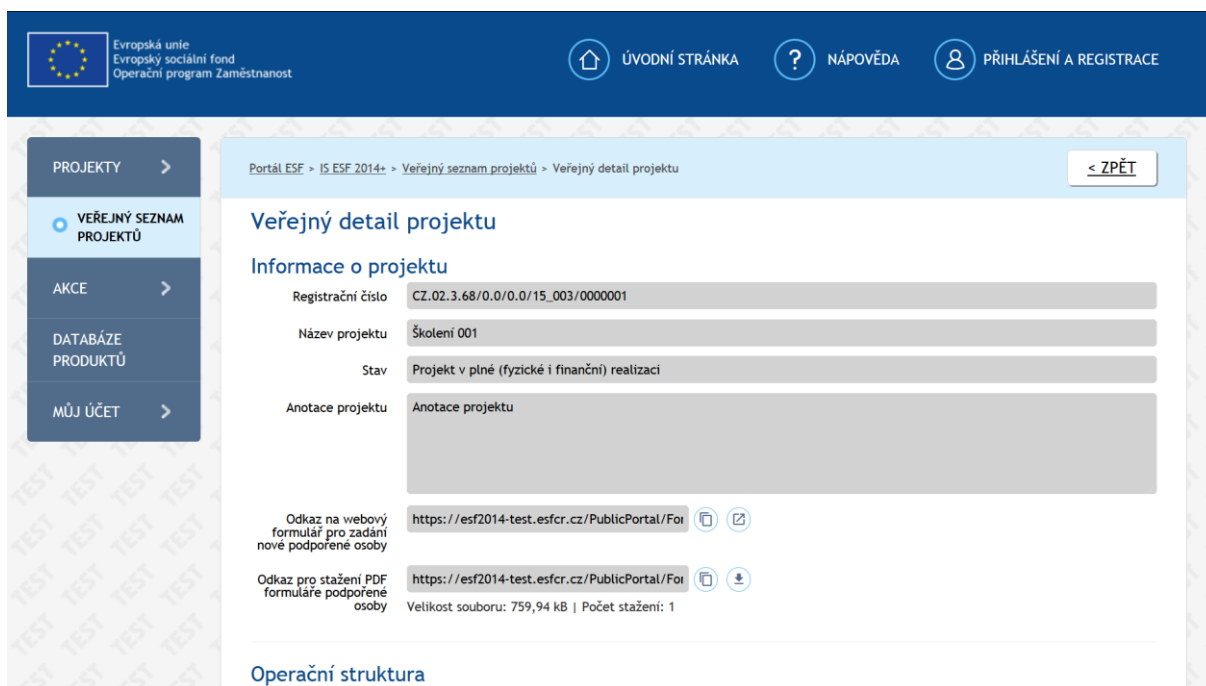 Evropská unie
Evropský sociální fond
Operační program Zaměstnanost
ÚVODNÍ STRÁNKA
? NÁPOVĚDA
PŘIHLÁŠENÍ A REGISTRACE
PROJEKTY
VEŘEJNÝ SEZNAM
PROJEKTŮ
AKCE
DATABÁZE
PRODUKTŮ
MŮJ ÚČET
Portál ESF > IS ESF 2014+ > Veřejný seznam projektů > Veřejný detail projektu
< ZPĚT
Veřejný detail projektu
Informace o projektu
Registrační číslo CZ.02.3.68/0.0/0.0/15_003/0000001
Název projektu Školení 001
Stav Projekt v plné (fyzické i finanční) realizaci
Anotace projektu Anotace projektu
Odkaz na webový
formulář pro zadání
nové podpořené osoby
https://esf2014-test.esfcr.cz/PublicPortal/For
Odkaz pro stažení PDF
formuláře podpořené
osoby
https://esf2014-test.esfcr.cz/PublicPortal/For
Velikost souboru: 759,94 kB | Počet stažení: 1
Operační struktura
TEST